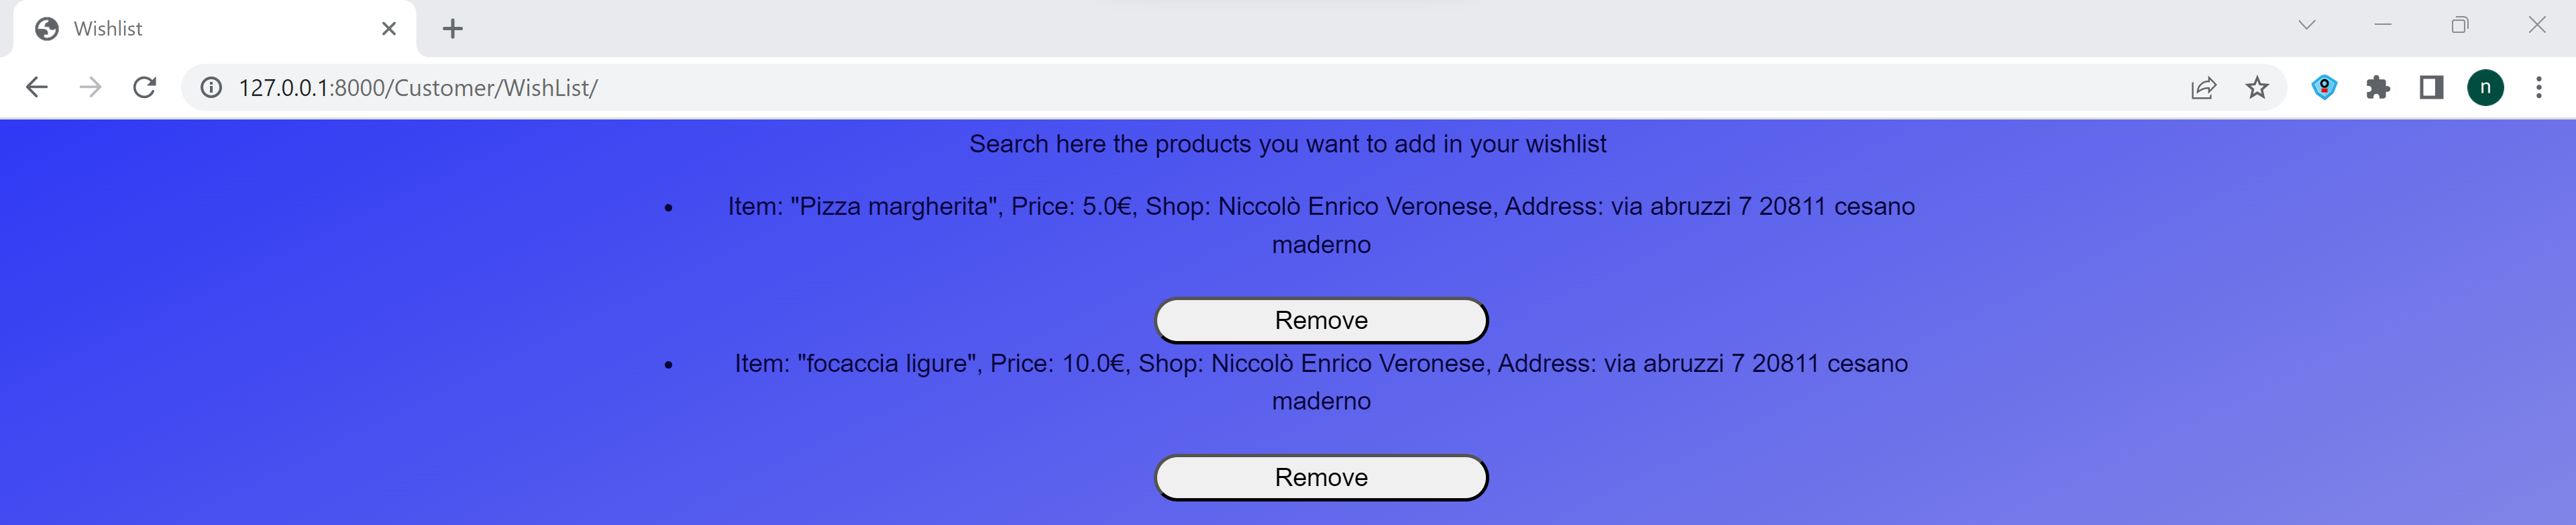 Wishlist
127.0.0.1:8000/Customer/WishList/
n
Search here the products you want to add in your wishlist
• Item: "Pizza margherita", Price: 5.0€, Shop: Niccolò Enrico Veronese, Address: via abruzzi 7 20811 cesano
maderno
Remove
• Item: "focaccia ligure", Price: 10.0€, Shop: Niccolò Enrico Veronese, Address: via abruzzi 7 20811 cesano
maderno
Remove